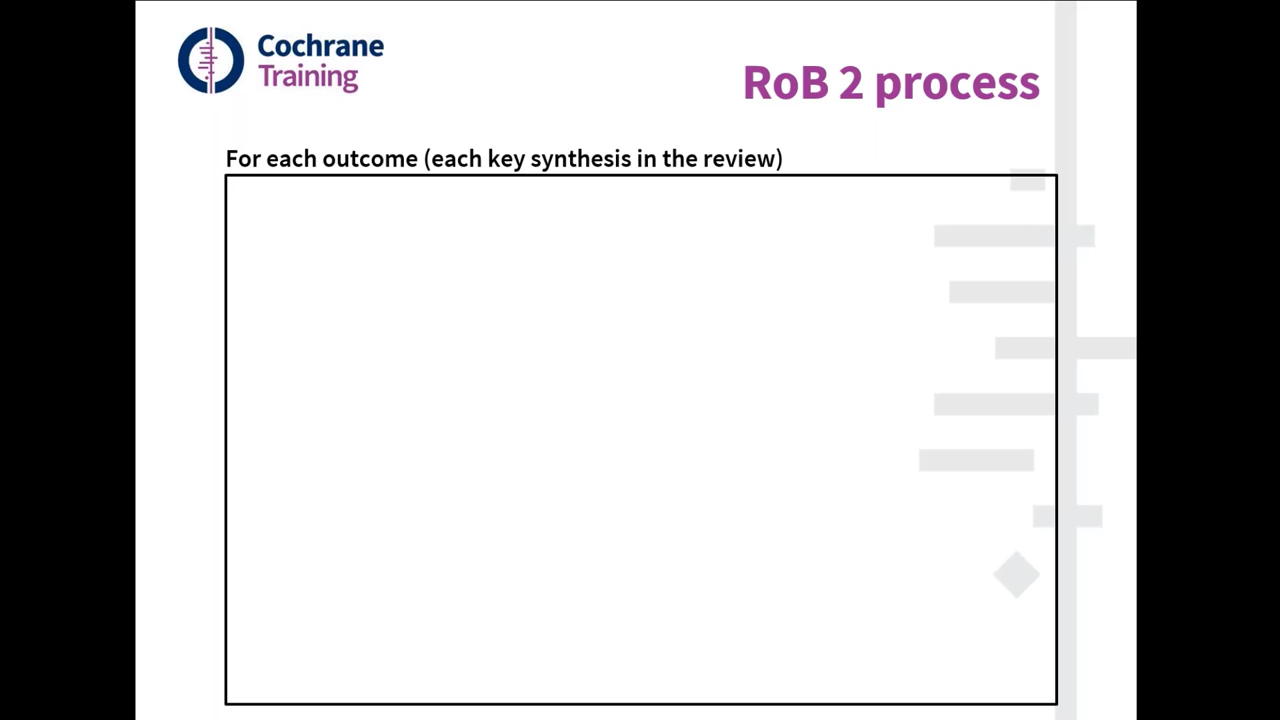 Cochrane
Training
RoB 2 process
For each outcome (each key synthesis in the review)